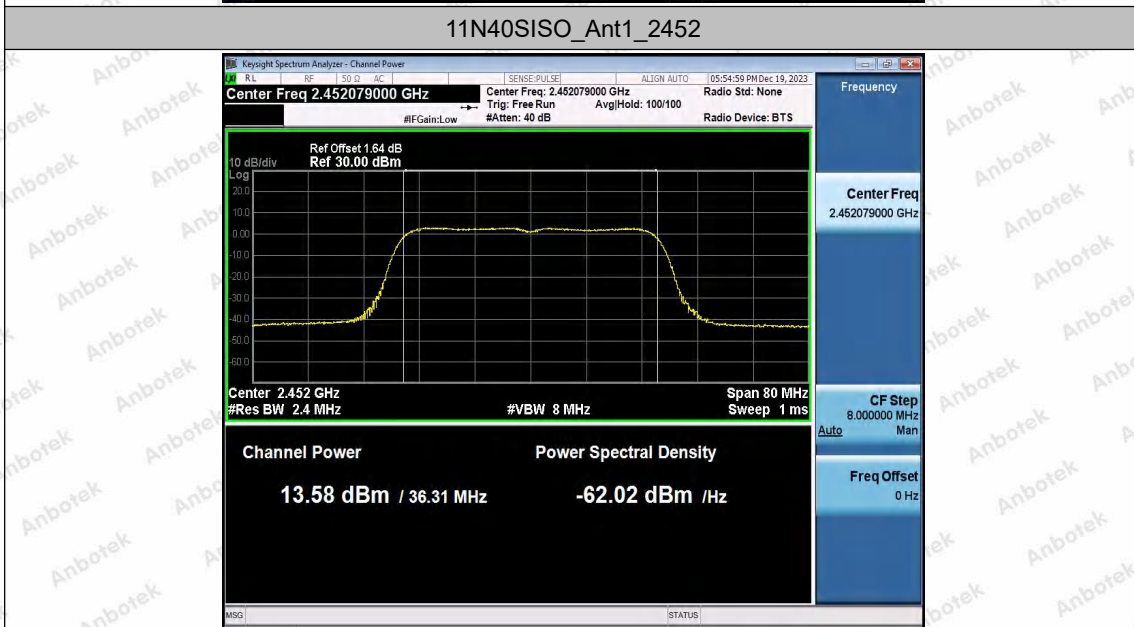 11N40SISO_Ant1_2452
Keysight Spectrum Analyzer - Channel Power
RL RF 50 Ω AC SENSE:PULSE ALIGN AUTO 05:54:59 PM Dec 19, 2023
Center Freq 2.452079000 GHz
Center Freq: 2.452079000 GHz
Radio Std: None
Trig: Free Run Avg|Hold: 100/100
#IFGain:Low
#Atten: 40 dB
Radio Device: BTS
Ref Offset 1.64 dB
10 dB/div Ref 30.00 dBm
Log
20.0
10.0
0.00
-10.0
-20.0
-30.0
-40.0
-50.0
-60.0
Center 2.452 GHz Span 80 MHz
#Res BW 2.4 MHz #VBW 8 MHz Sweep 1 ms
Channel Power Power Spectral Density
13.58 dBm / 36.31 MHz -62.02 dBm /Hz
MSG STATUS
Frequency
Center Freq
2.452079000 GHz
CF Step
8.000000 MHz
Auto Man
Freq Offset
0 Hz
Anbotek